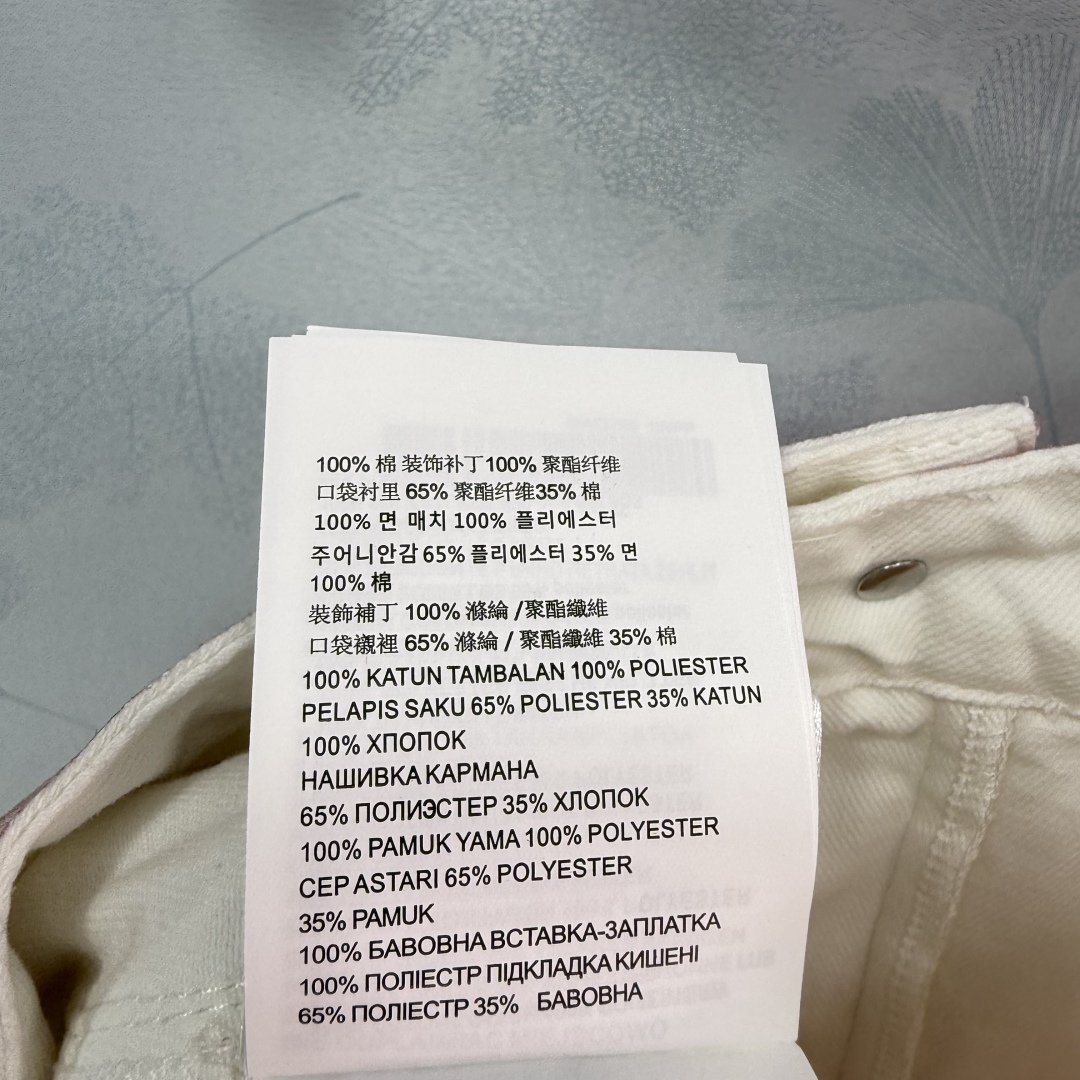 100% 棉 装饰补丁100% 聚酯纤维
口袋衬里 65% 聚酯纤维35% 棉
100% 면 매치 100% 플리에스터
주어니안감 65% 플리에스터 35% 면
100% 棉
裝飾補丁 100% 滌綸 /聚酯纖維
口袋襯裡 65% 滌綸 / 聚酯纖維 35% 棉
100% KATUN TAMBALAN 100% POLIESTER
PELAPIS SAKU 65% POLIESTER 35% KATUN
100% ХПОПОК
НАШИВКА КАРМАНА
65% ПОЛИЭСТЕР 35% ХЛОПОК
100% PAMUK YAMA 100% POLYESTER
CEP ASTARI 65% POLYESTER
35% PAMUK
100% БАВОВНА ВСТАВКА-ЗАПЛАТКА
100% ПОЛІЕСТР ПІДКЛАДКА КИШЕНІ
65% ПОЛІЕСТР 35% БАВОВНА